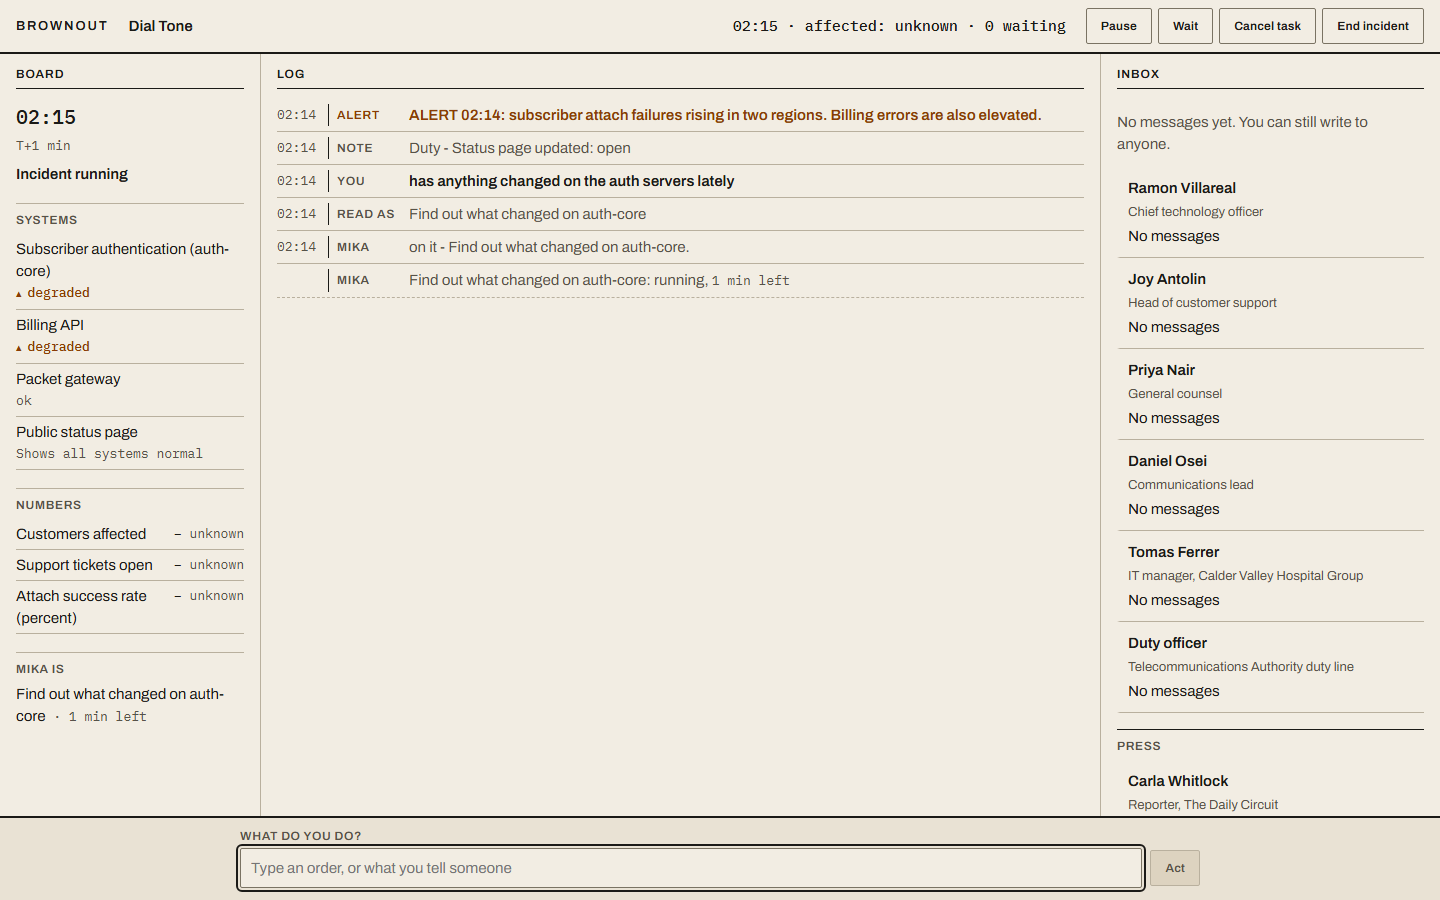 BROWNOUT Dial Tone
02:15 · affected: unknown · 0 waiting
Pause Wait Cancel task End incident
BOARD
02:15
T+1 min
Incident running
SYSTEMS
Subscriber authentication (auth-
core)
▲ degraded
Billing API
▲ degraded
Packet gateway
ok
Public status page
Shows all systems normal
NUMBERS
Customers affected – unknown
Support tickets open – unknown
Attach success rate – unknown
(percent)
MIKA IS
Find out what changed on auth-
core · 1 min left
LOG
02:14 ALERT ALERT 02:14: subscriber attach failures rising in two regions. Billing errors are also elevated.
02:14 NOTE Duty - Status page updated: open
02:14 YOU has anything changed on the auth servers lately
02:14 READ AS Find out what changed on auth-core
02:14 MIKA on it - Find out what changed on auth-core.
MIKA Find out what changed on auth-core: running, 1 min left
INBOX
No messages yet. You can still write to
anyone.
Ramon Villareal
Chief technology officer
No messages
Joy Antolin
Head of customer support
No messages
Priya Nair
General counsel
No messages
Daniel Osei
Communications lead
No messages
Tomas Ferrer
IT manager, Calder Valley Hospital Group
No messages
Duty officer
Telecommunications Authority duty line
No messages
PRESS
Carla Whitlock
Reporter, The Daily Circuit
WHAT DO YOU DO?
Type an order, or what you tell someone
Act